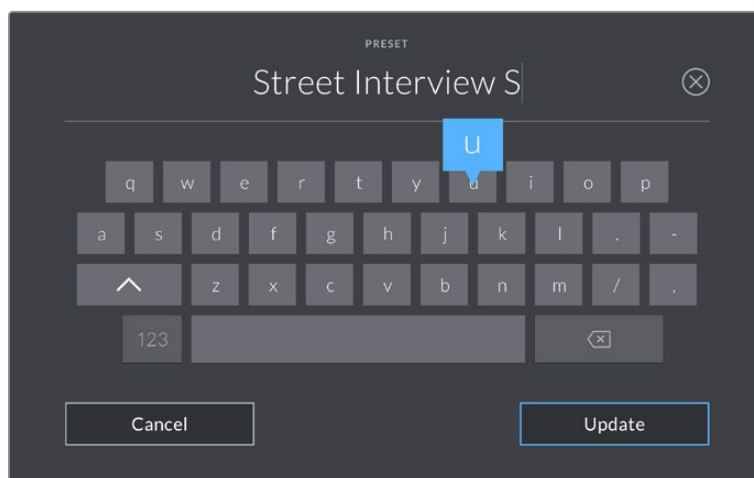 PRESET
Street Interview S
u
q w e r t y u i o p
a s d f g h j k l . -
z x c v b n m / ,
123
Cancel Update